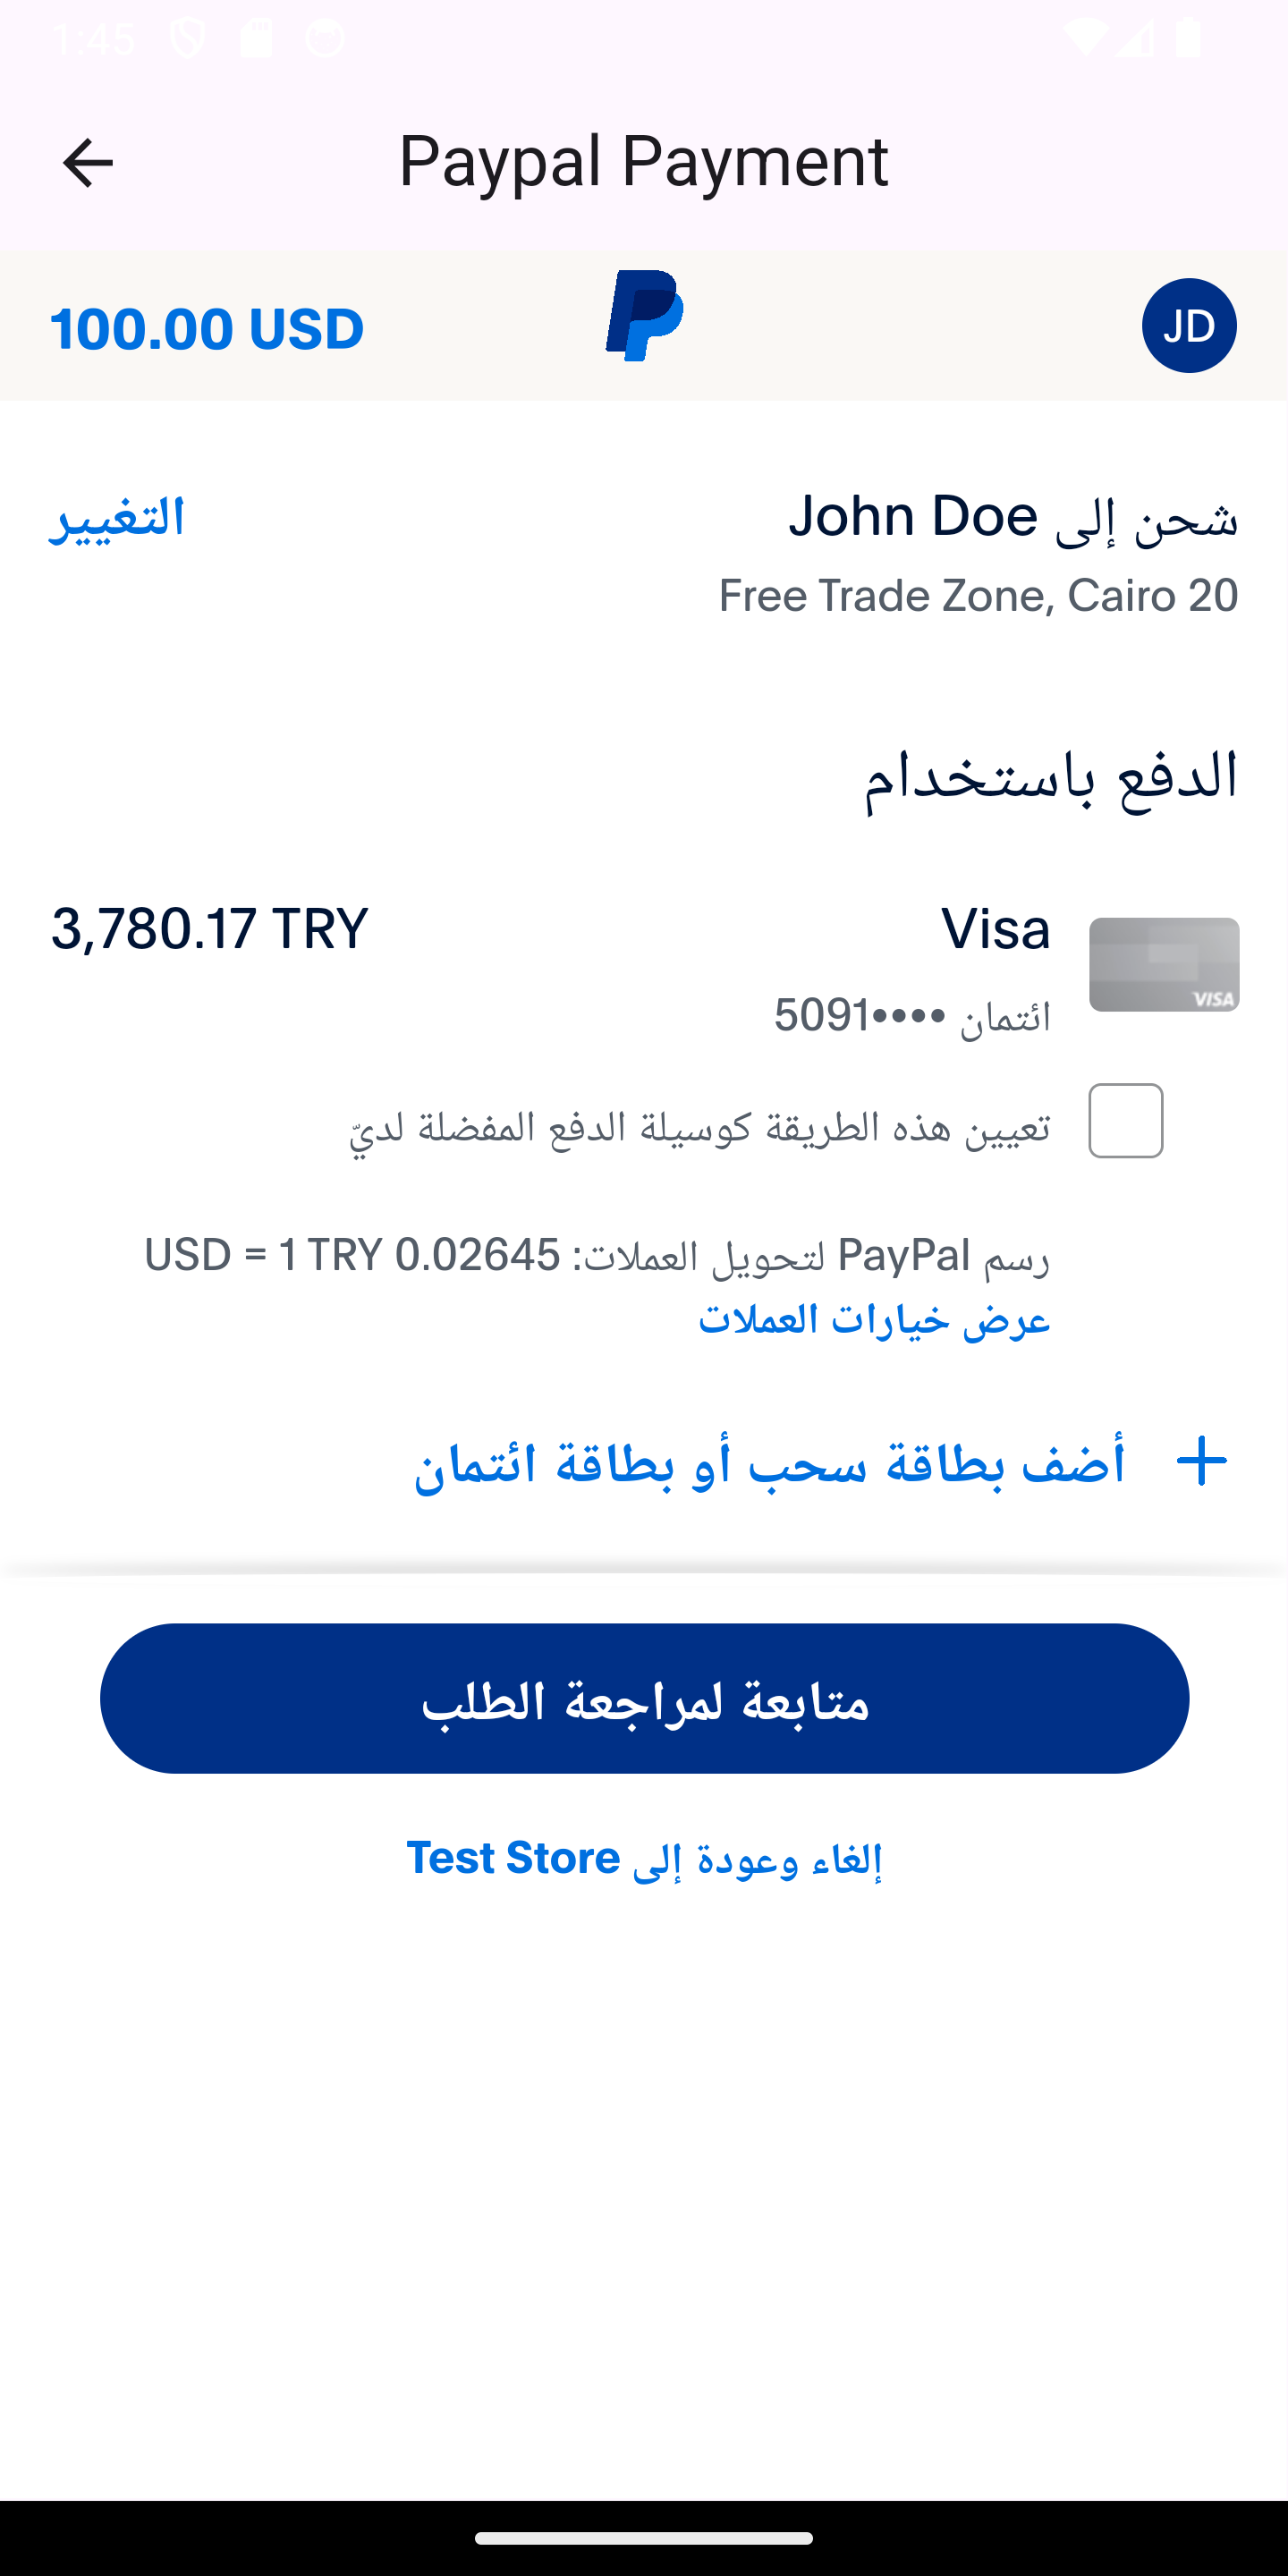 1:45
Paypal Payment
100.00 USD
JD
شحن إلى John Doe
التغيير
20 Free Trade Zone, Cairo
الدفع باستخدام
Visa
3,780.17 TRY
VISA
ائتمان ••••5091
تعيين هذه الطريقة كوسيلة الدفع المفضلة لديّ
رسم PayPal لتحويل العملات: 0.02645 USD = 1 TRY
عرض خيارات العملات
أضف بطاقة سحب أو بطاقة ائتمان
متابعة لمراجعة الطلب
إلغاء وعودة إلى Test Store